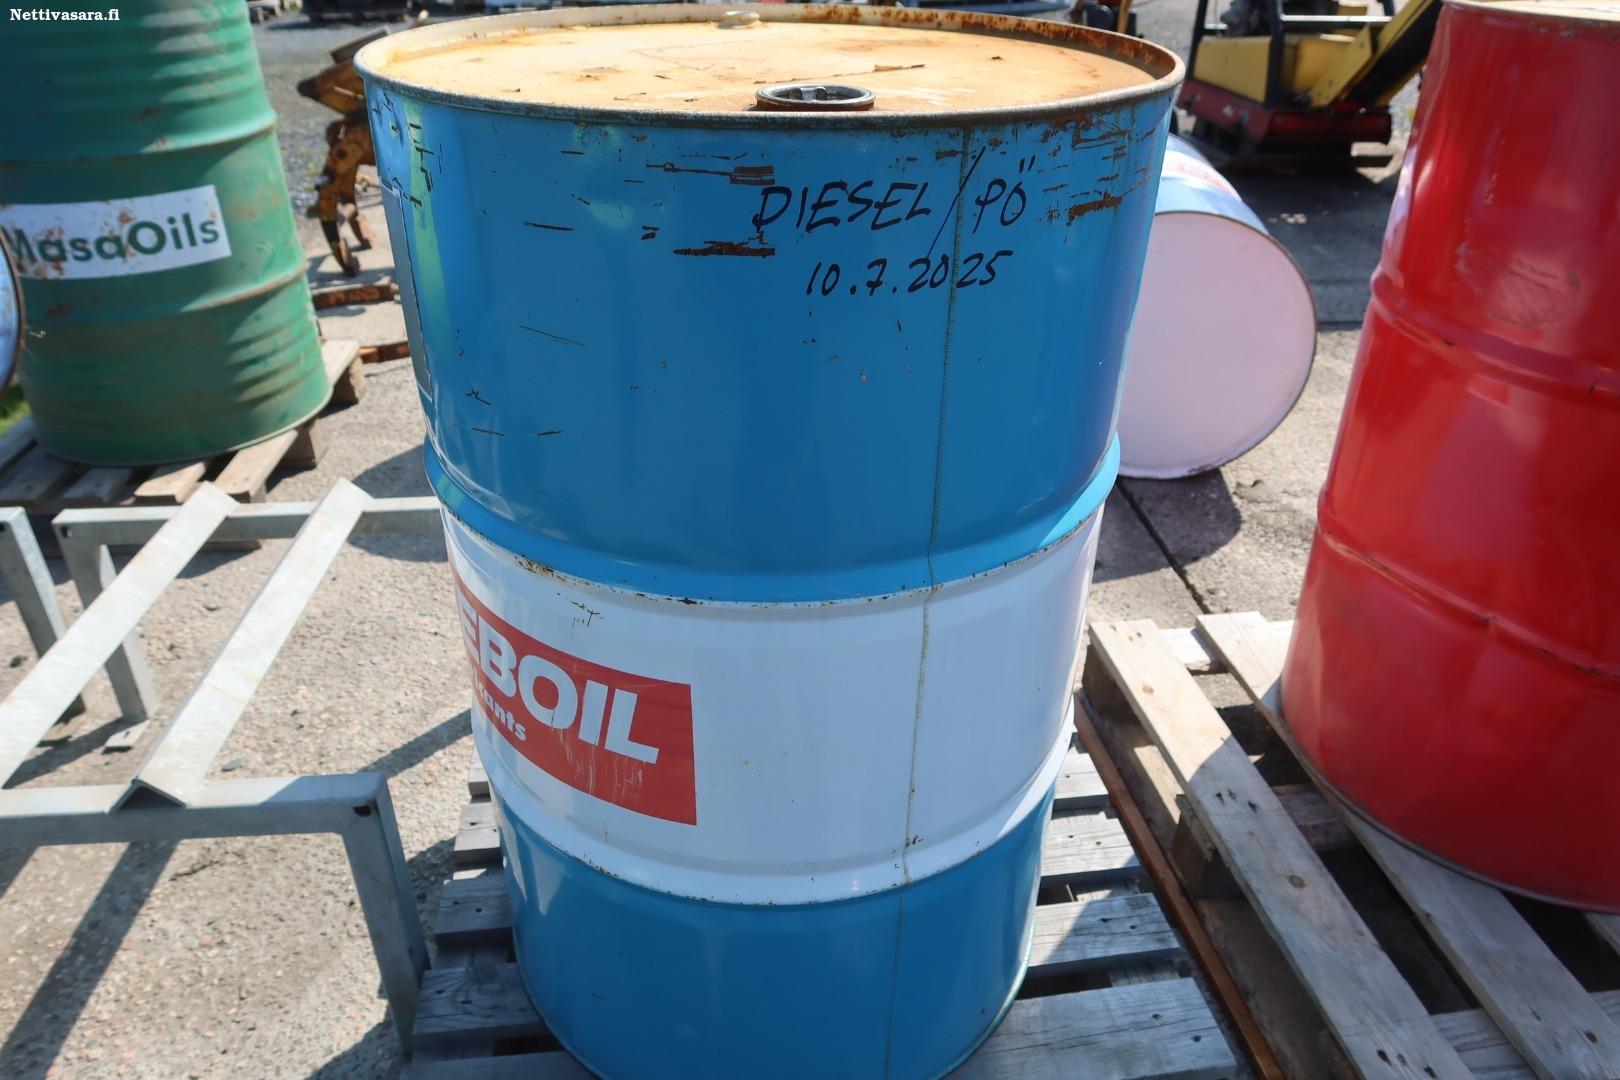 Nettivasara.fi
MasaOils
DIESEL/PÖ
10.7.2025
EBOIL
cants